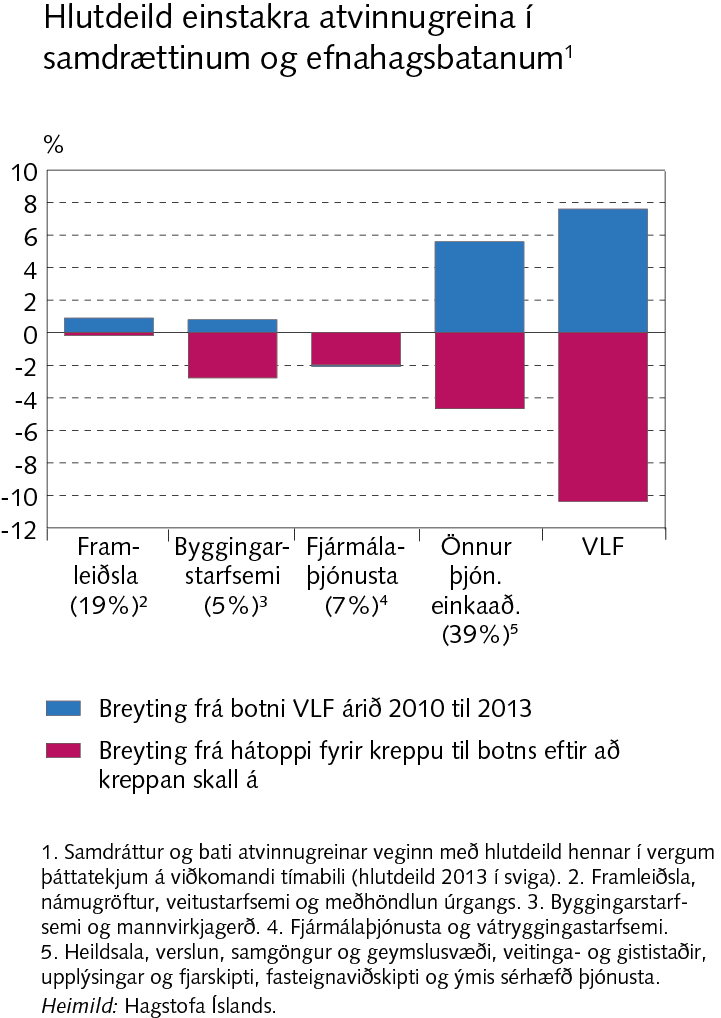 Hlutdeild einstakra atvinnugreina í
samdrættinum og efnahagsbatanum¹
%
10
8
6
4
2
0
-2
-4
-6
-8
-10
-12
Fram-
leiðsla
(19%)²
Byggingar-
starfsemi
(5%)³
Fjármála-
þjónusta
(7%)⁴
Önnur
þjón.
einkaað.
(39%)⁵
VLF
Breyting frá botni VLF árið 2010 til 2013
Breyting frá hátoppi fyrir kreppu til botns eftir að
kreppan skall á
1. Samdráttur og bati atvinnugreinar veginn með hlutdeild hennar í vergum
þáttatekjum á viðkomandi tímabili (hlutdeild 2013 í sviga). 2. Framleiðsla,
námugröftur, veitustarfsemi og meðhöndlun úrgangs. 3. Byggingarstarf-
semi og mannvirkjagerð. 4. Fjármálaþjónusta og vátryggingastarfsemi.
5. Heildsala, verslun, samgöngur og geymslusvæði, veitinga- og gististaðir,
upplýsingar og fjarskipti, fasteignaviðskipti og ýmis sérhæfð þjónusta.
Heimild: Hagstofa Íslands.